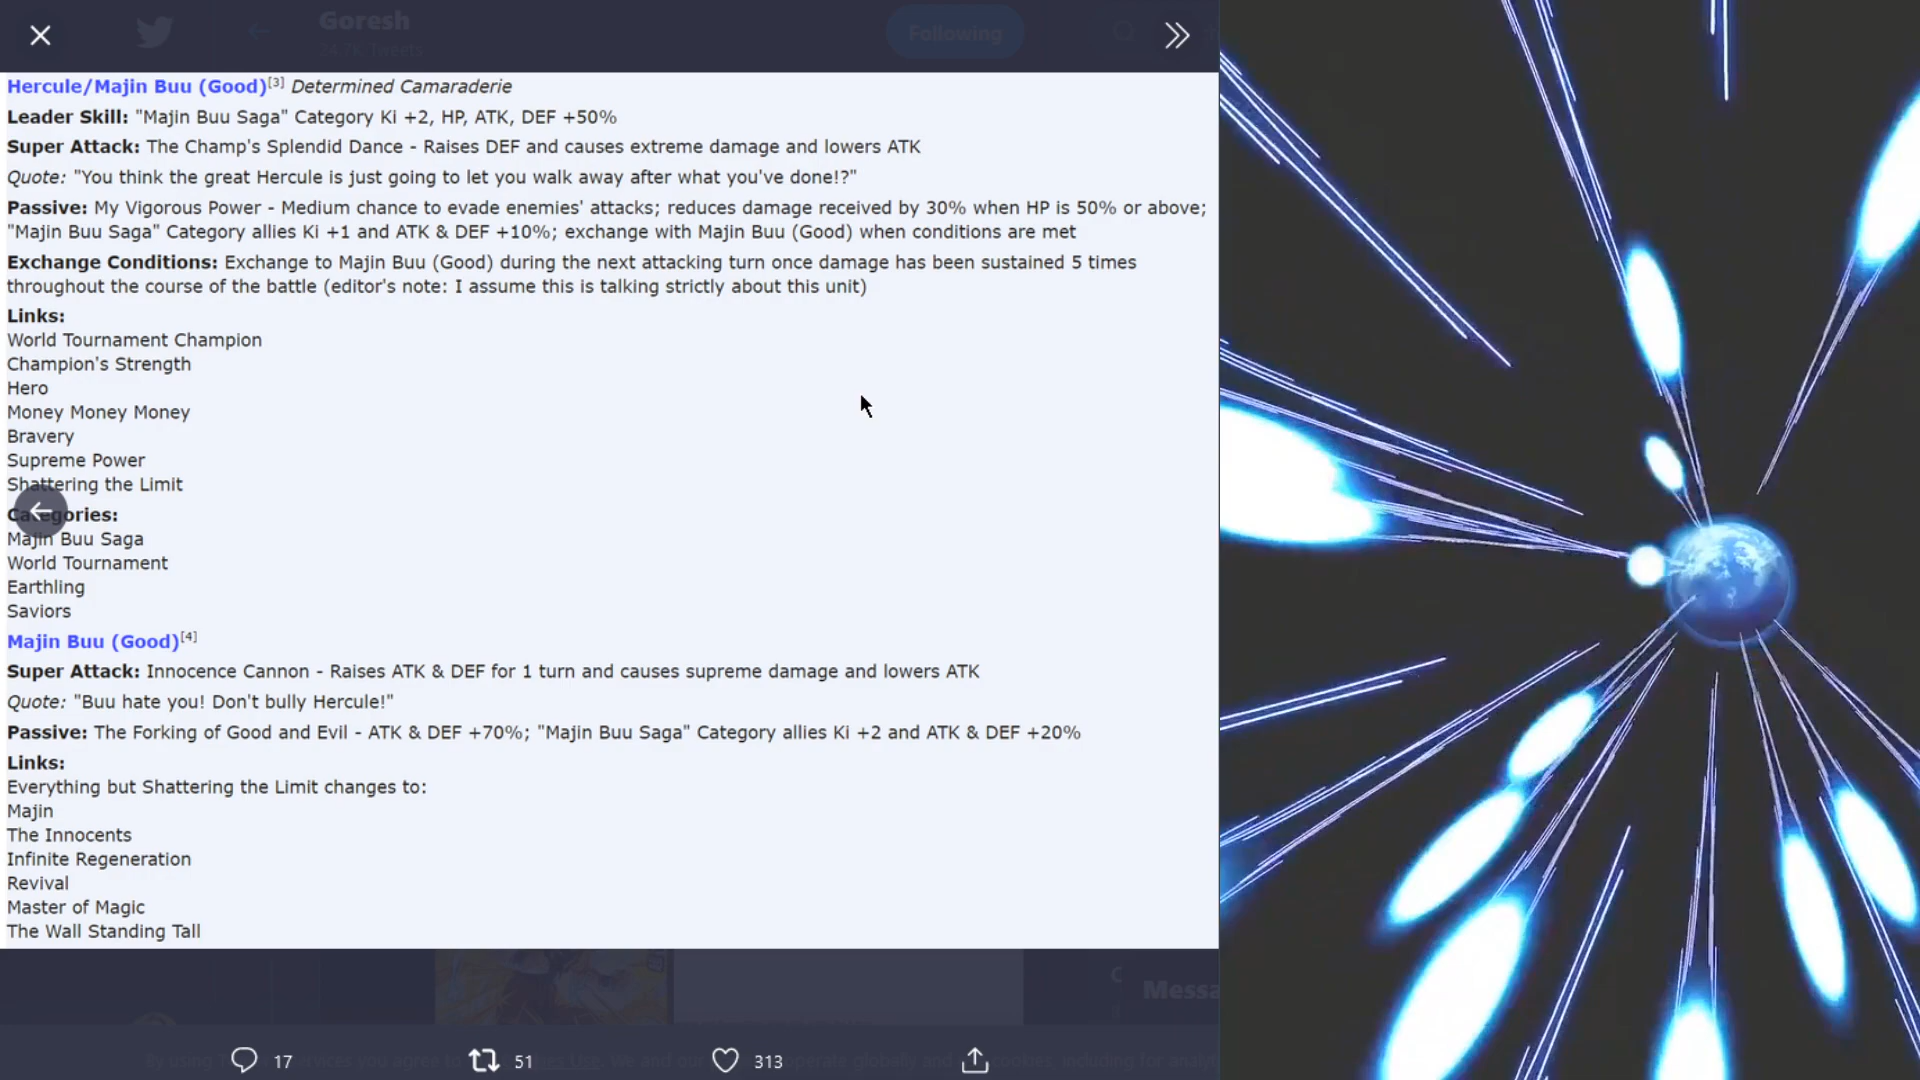 Goresh
24.7K Tweets
Following
Hercule/Majin Buu (Good)[3] Determined Camaraderie
Leader Skill: "Majin Buu Saga" Category Ki +2, HP, ATK, DEF +50%
Super Attack: The Champ's Splendid Dance - Raises DEF and causes extreme damage and lowers ATK
Quote: "You think the great Hercule is just going to let you walk away after what you've done!?"
Passive: My Vigorous Power - Medium chance to evade enemies' attacks; reduces damage received by 30% when HP is 50% or above;
"Majin Buu Saga" Category allies Ki +1 and ATK & DEF +10%; exchange with Majin Buu (Good) when conditions are met
Exchange Conditions: Exchange to Majin Buu (Good) during the next attacking turn once damage has been sustained 5 times
throughout the course of the battle (editor's note: I assume this is talking strictly about this unit)
Links:
World Tournament Champion
Champion's Strength
Hero
Money Money Money
Bravery
Supreme Power
Shattering the Limit
Categories:
Majin Buu Saga
World Tournament
Earthling
Saviors
Majin Buu (Good)[4]
Super Attack: Innocence Cannon - Raises ATK & DEF for 1 turn and causes supreme damage and lowers ATK
Quote: "Buu hate you! Don't bully Hercule!"
Passive: The Forking of Good and Evil - ATK & DEF +70%; "Majin Buu Saga" Category allies Ki +2 and ATK & DEF +20%
Links:
Everything but Shattering the Limit changes to:
Majin
The Innocents
Infinite Regeneration
Revival
Master of Magic
The Wall Standing Tall
Messa
17 51 313